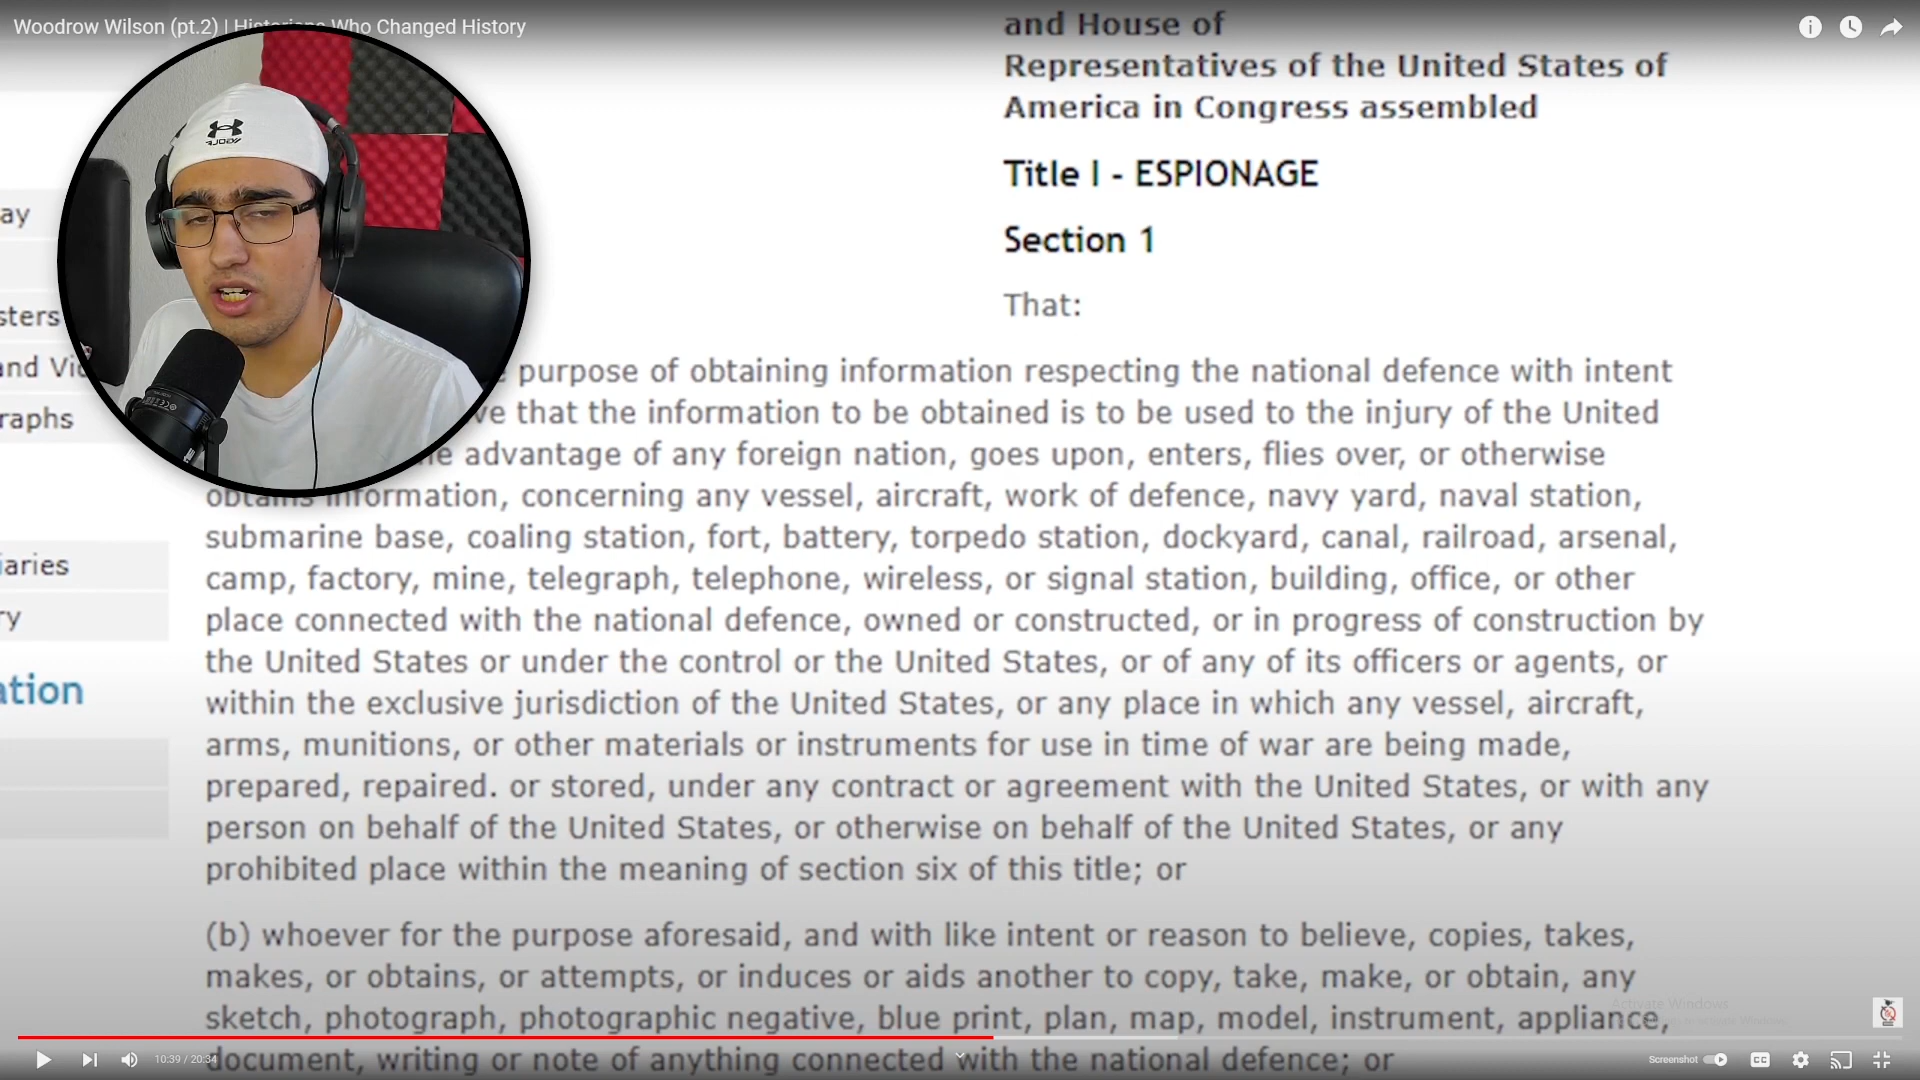 Woodrow Wilson (pt.2) | Historians Who Changed History
and House of
Representatives of the United States of
America in Congress assembled
Title I - ESPIONAGE
Section 1
That:
ay
sters
and Vi
raphs
iaries
ry
ation
purpose of obtaining information respecting the national defence with intent
ve that the information to be obtained is to be used to the injury of the United
e advantage of any foreign nation, goes upon, enters, flies over, or otherwise
obtains information, concerning any vessel, aircraft, work of defence, navy yard, naval station,
submarine base, coaling station, fort, battery, torpedo station, dockyard, canal, railroad, arsenal,
camp, factory, mine, telegraph, telephone, wireless, or signal station, building, office, or other
place connected with the national defence, owned or constructed, or in progress of construction by
the United States or under the control or the United States, or of any of its officers or agents, or
within the exclusive jurisdiction of the United States, or any place in which any vessel, aircraft,
arms, munitions, or other materials or instruments for use in time of war are being made,
prepared, repaired. or stored, under any contract or agreement with the United States, or with any
person on behalf of the United States, or otherwise on behalf of the United States, or any
prohibited place within the meaning of section six of this title; or
(b) whoever for the purpose aforesaid, and with like intent or reason to believe, copies, takes,
makes, or obtains, or attempts, or induces or aids another to copy, take, make, or obtain, any
sketch, photograph, photographic negative, blue print, plan, map, model, instrument, appliance,
document, writing or note of anything connected with the national defence; or
Activate Windows
10:39 / 20:34
Screenshot
CC